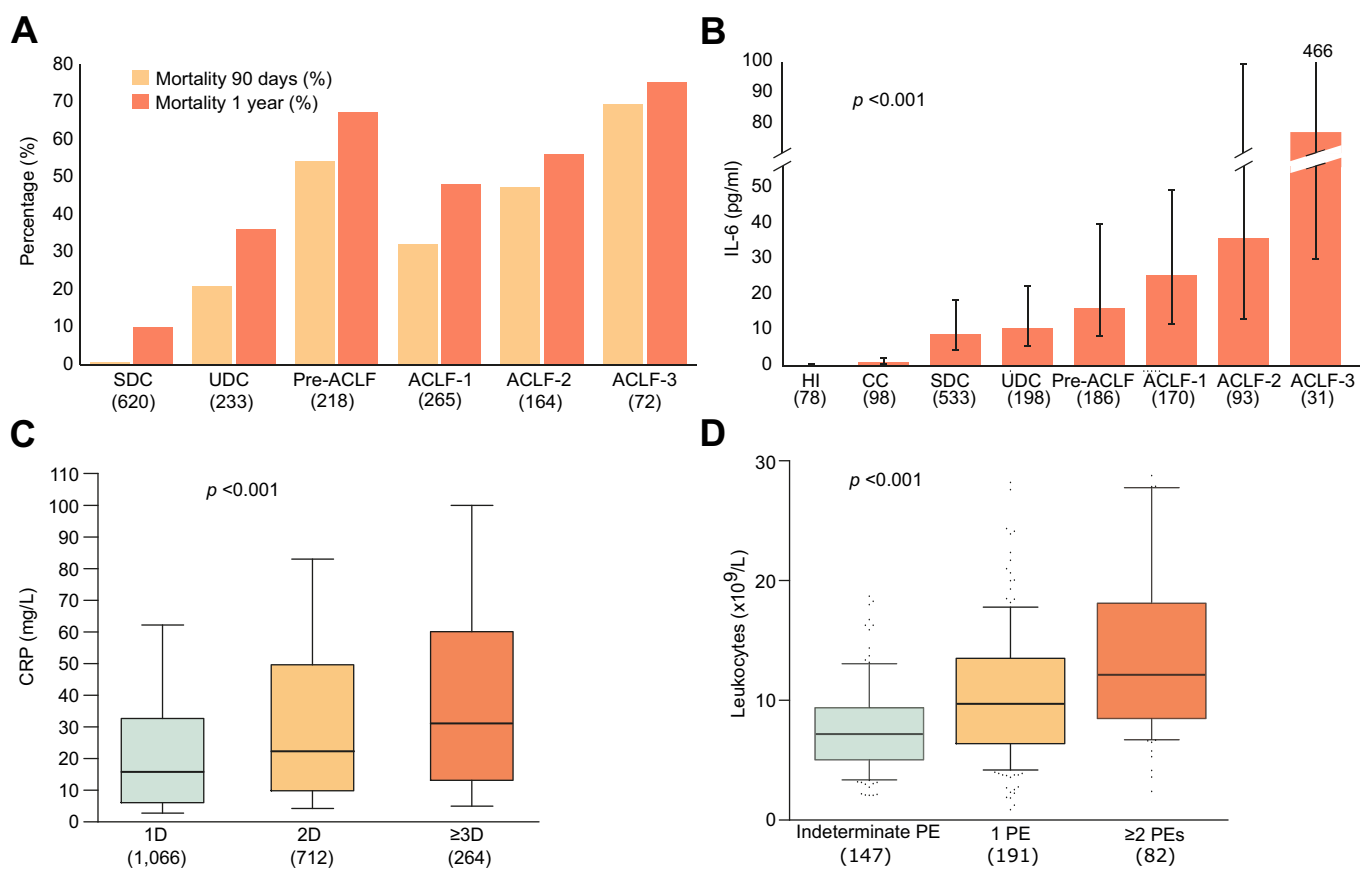 A
80
70
60
50
40
30
20
10
0
Percentage (%)
Mortality 90 days (%)
Mortality 1 year (%)
SDC UDC Pre-ACLF ACLF-1 ACLF-2 ACLF-3
(620) (233) (218) (265) (164) (72)
B
466
100
90
80
50
40
30
20
10
0
IL-6 (pg/ml)
p <0.001
HI CC SDC UDC Pre-ACLF ACLF-1 ACLF-2 ACLF-3
(78) (98) (533) (198) (186) (170) (93) (31)
C
110
100
90
80
70
60
50
40
30
20
10
0
CRP (mg/L)
p <0.001
1D 2D ≥3D
(1,066) (712) (264)
D
30
20
10
0
Leukocytes (x10⁹/L)
p <0.001
Indeterminate PE 1 PE ≥2 PEs
(147) (191) (82)